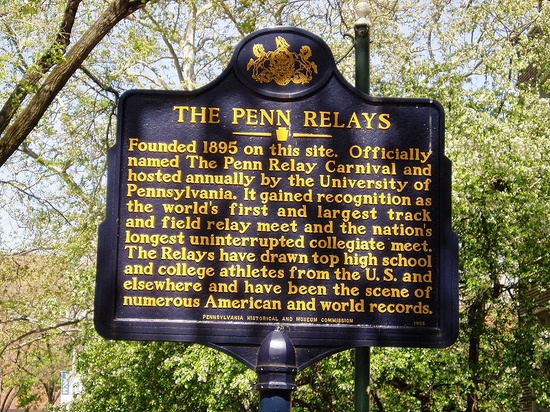 THE PENN RELAYS
Founded 1895 on this site. Officially
named The Penn Relay Carnival and
hosted annually by the University of
Pennsylvania. It gained recognition as
the world's first and largest track
and field relay meet and the nation's
longest uninterrupted collegiate meet.
The Relays have drawn top high school
and college athletes from the U.S. and
elsewhere and have been the scene of
numerous American and world records.
PENNSYLVANIA HISTORICAL AND MUSEUM COMMISSION